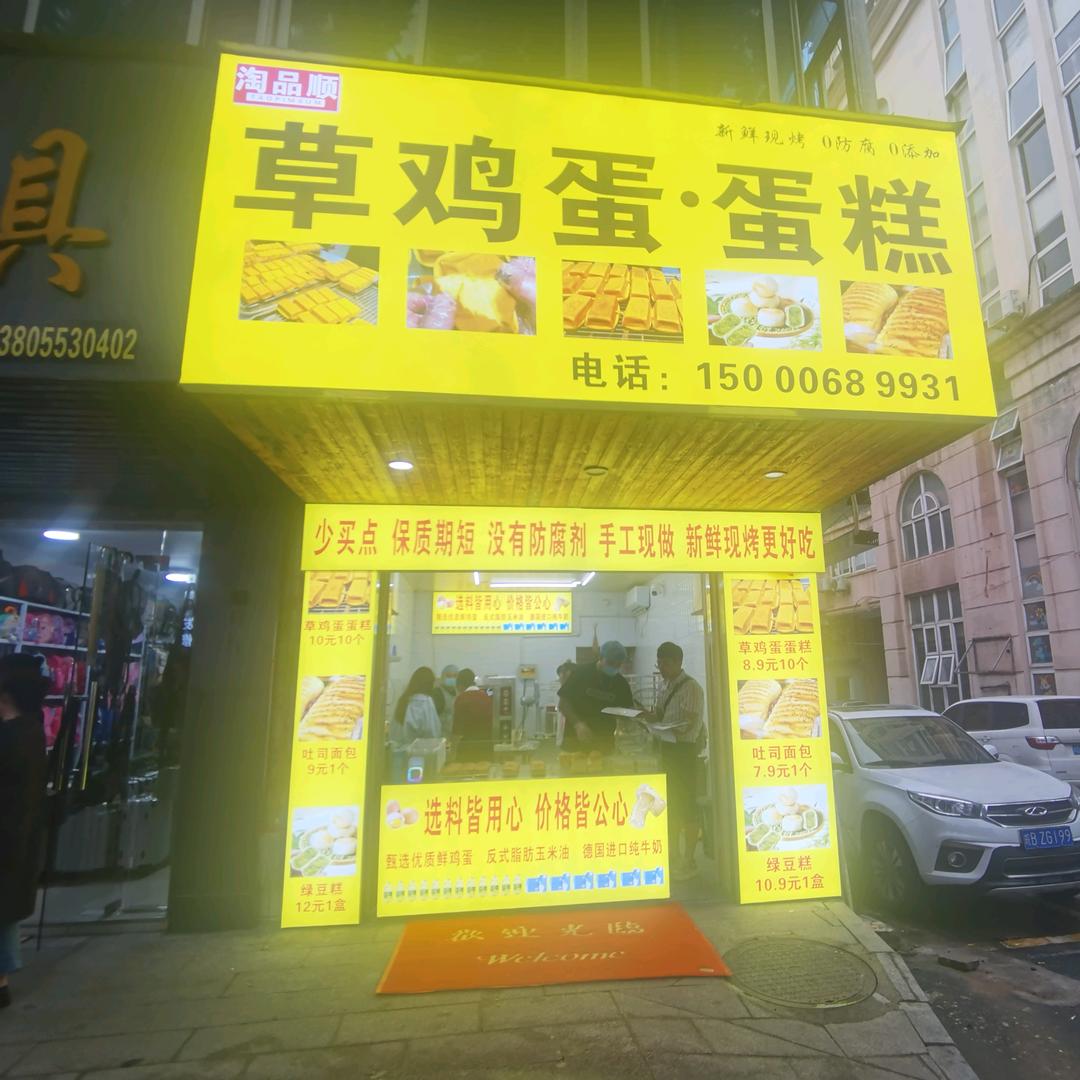 淘品顺
TAOPINSUN
新鲜现烤 0防腐 0添加
草鸡蛋·蛋糕
电话：150 0068 9931
具
3805530402
少买点 保质期短 没有防腐剂 手工现做 新鲜现烤更好吃
草鸡蛋蛋糕
10元10个
吐司面包
9元1个
绿豆糕
12元1盒
选料皆用心 价格皆公心
草鸡蛋蛋糕
8.9元10个
吐司面包
7.9元1个
绿豆糕
10.9元1盒
选料皆用心 价格皆公心
甄选优质鲜鸡蛋 反式脂肪玉米油 德国进口纯牛奶
歡迎光臨
Welcome